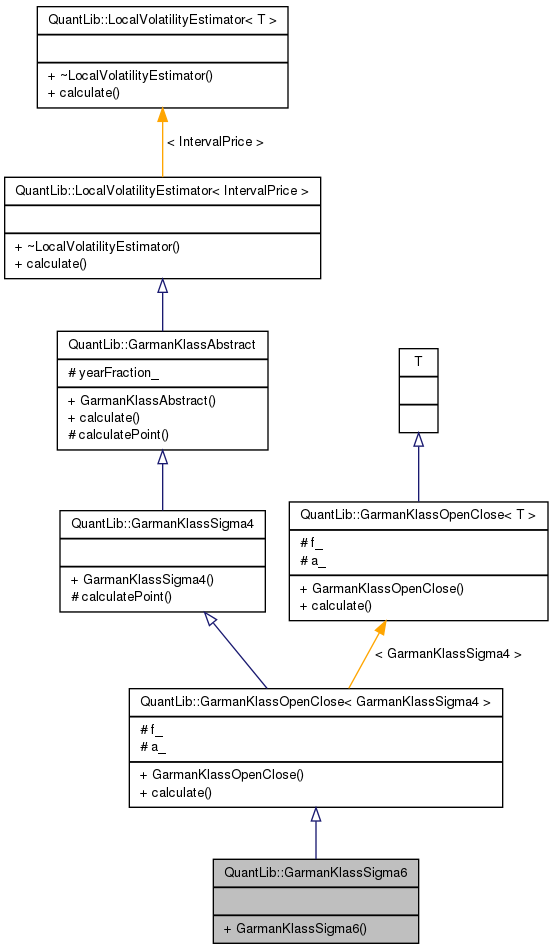 QuantLib::LocalVolatilityEstimator< T >
+ ~LocalVolatilityEstimator()
+ calculate()
< IntervalPrice >
QuantLib::LocalVolatilityEstimator< IntervalPrice >
+ ~LocalVolatilityEstimator()
+ calculate()
QuantLib::GarmanKlassAbstract
# yearFraction_
+ GarmanKlassAbstract()
+ calculate()
# calculatePoint()
T
QuantLib::GarmanKlassSigma4
+ GarmanKlassSigma4()
# calculatePoint()
QuantLib::GarmanKlassOpenClose< T >
# f_
# a_
+ GarmanKlassOpenClose()
+ calculate()
< GarmanKlassSigma4 >
QuantLib::GarmanKlassOpenClose< GarmanKlassSigma4 >
# f_
# a_
+ GarmanKlassOpenClose()
+ calculate()
QuantLib::GarmanKlassSigma6
+ GarmanKlassSigma6()